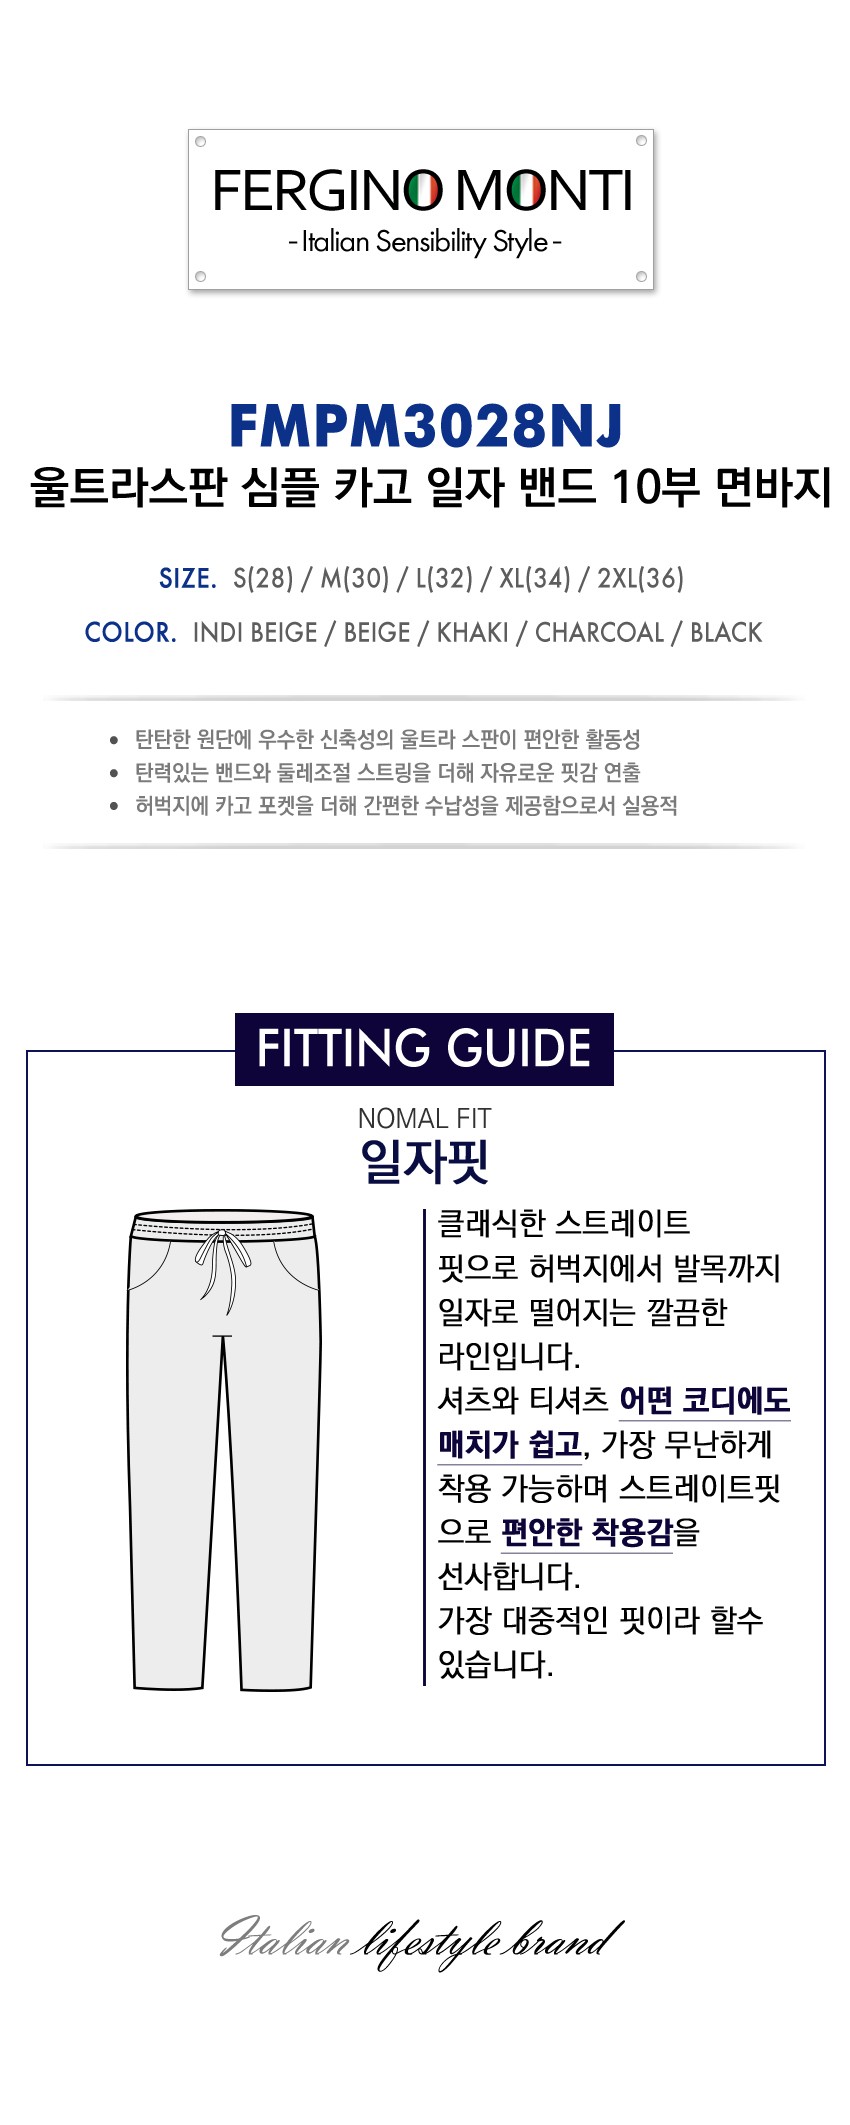 FERGINO MONTI
-Italian Sensibility Style-
FMPM3028NJ
울트라스판 심플 카고 일자 밴드 10부 면바지
SIZE. S(28) / M(30) / L(32) / XL(34) / 2XL(36)
COLOR. INDI BEIGE / BEIGE / KHAKI / CHARCOAL / BLACK
• 탄탄한 원단에 우수한 신축성의 울트라 스판이 편안한 활동성
• 탄력있는 밴드와 둘레조절 스트링을 더해 자유로운 핏감 연출
• 허벅지에 카고 포켓을 더해 간편한 수납성을 제공함으로서 실용적
FITTING GUIDE
NOMAL FIT
일자핏
클래식한 스트레이트
핏으로 허벅지에서 발목까지
일자로 떨어지는 깔끔한
라인입니다.
셔츠와 티셔츠 어떤 코디에도
매치가 쉽고, 가장 무난하게
착용 가능하며 스트레이트핏
으로 편안한 착용감을
선사합니다.
가장 대중적인 핏이라 할수
있습니다.
Italian lifestyle brand